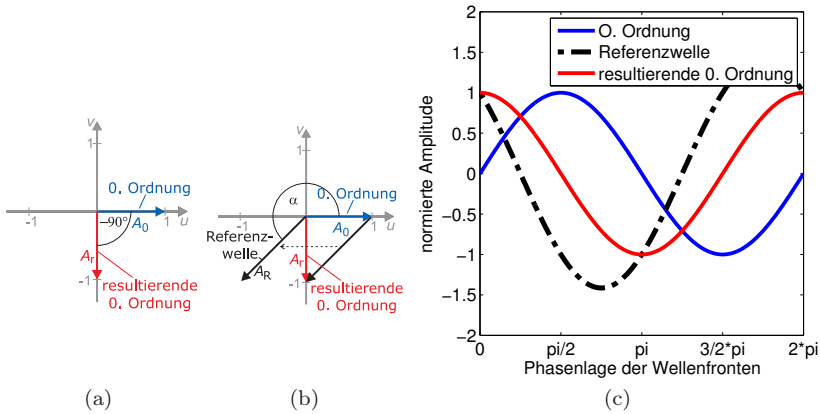 v
1
0. Ordnung
-1
−90°
A0
1
u
Ar
-1
resultierende
0. Ordnung
(a)
v
1
α
0. Ordnung
-1
A0
1
u
Referenz-
welle
AR
Ar
-1
resultierende
0. Ordnung
(b)
c)
2
1.5
1
0.5
0
−0.5
−1
−1.5
−2
normierte Amplitude
O. Ordnung
Referenzwelle
resultierende 0. Ordnung
0
pi/2
pi
3/2*pi
2*pi
Phasenlage der Wellenfronten
(c)